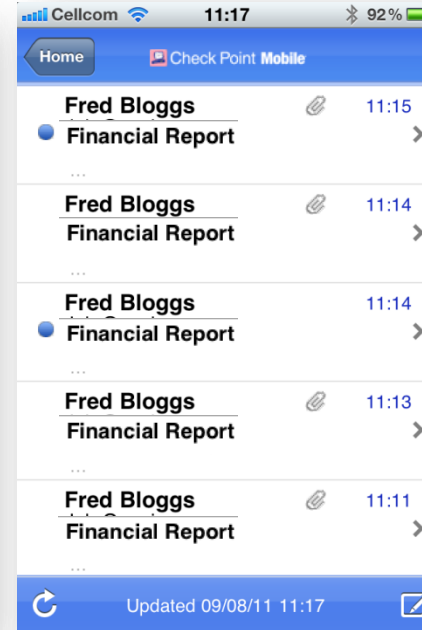 Cellcom 11:17 92%
Home Check Point Mobile
Fred Bloggs 11:15
Financial Report
...
Fred Bloggs 11:14
Financial Report
...
Fred Bloggs 11:14
Financial Report
...
Fred Bloggs 11:13
Financial Report
...
Fred Bloggs 11:11
Financial Report
...
Updated 09/08/11 11:17